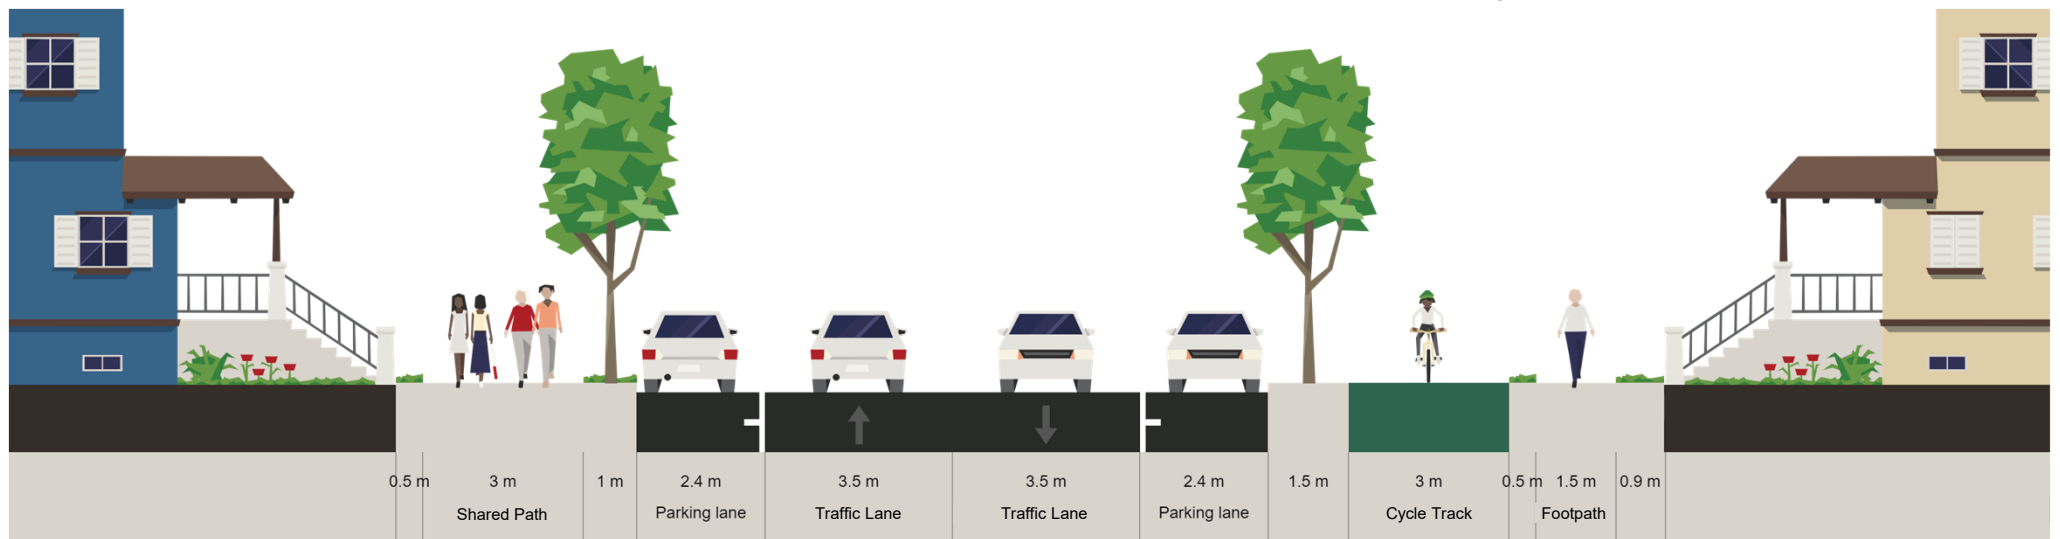 0.5 m 3 m 1 m 2.4 m 3.5 m 3.5 m 2.4 m 1.5 m 3 m 0.5 m 1.5 m 0.9 m
Shared Path Parking lane Traffic Lane Traffic Lane Parking lane Cycle Track Footpath